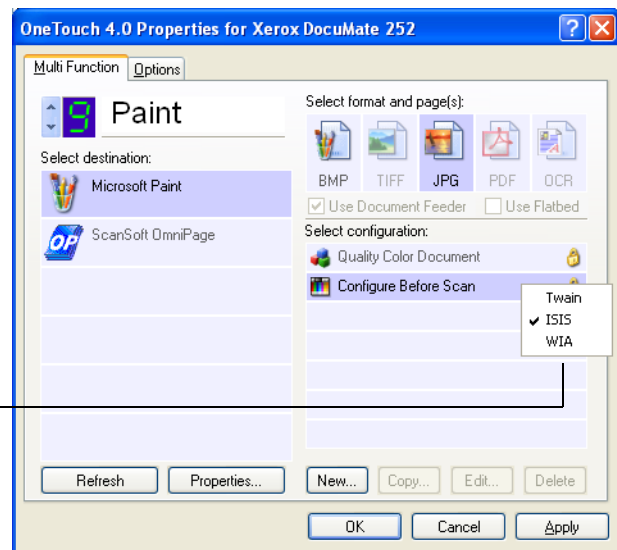 OneTouch 4.0 Properties for Xerox DocuMate 252
Multi Function Options
9 Paint
Select destination:
Microsoft Paint
OP ScanSoft OmniPage
Refresh Properties...
Select format and page(s):
BMP TIFF JPG PDF OCR
Use Document Feeder Use Flatbed
Select configuration:
Quality Color Document
Configure Before Scan
Twain
ISIS
WIA
New... Copy... Edit... Delete
OK Cancel Apply